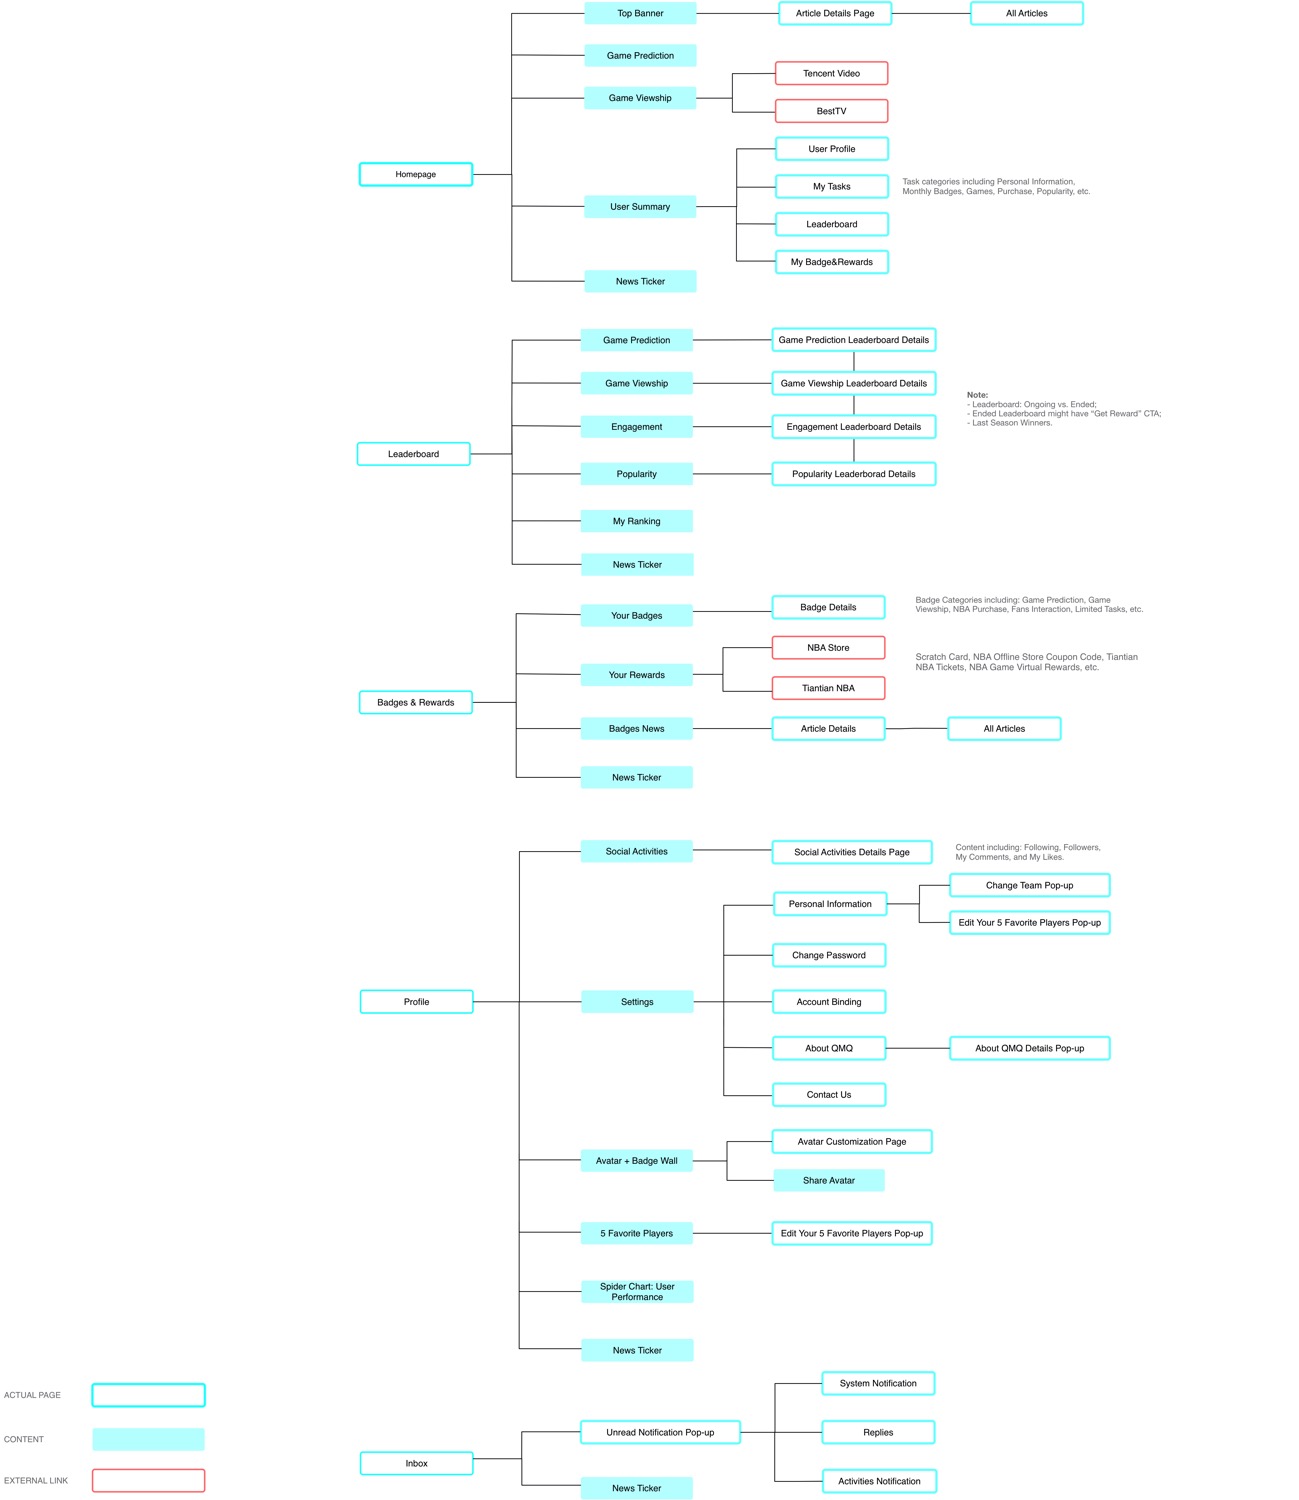 Top Banner
Article Details Page
All Articles
Game Prediction
Game Viewship
Tencent Video
BestTV
Homepage
User Summary
User Profile
My Tasks
Task categories including Personal Information,
Monthly Badges, Games, Purchase, Popularity, etc.
Leaderboard
My Badge&Rewards
News Ticker
Leaderboard
Game Prediction
Game Prediction Leaderboard Details
Game Viewship
Game Viewship Leaderboard Details
Engagement
Engagement Leaderboard Details
Popularity
Popularity Leaderborad Details
Note:
- Leaderboard: Ongoing vs. Ended;
- Ended Leaderboard might have “Get Reward” CTA;
- Last Season Winners.
My Ranking
News Ticker
Badges & Rewards
Your Badges
Badge Details
Badge Categories including: Game Prediction, Game
Viewship, NBA Purchase, Fans Interaction, Limited Tasks, etc.
Your Rewards
NBA Store
Tiantian NBA
Scratch Card, NBA Offline Store Coupon Code, Tiantian
NBA Tickets, NBA Game Virtual Rewards, etc.
Badges News
Article Details
All Articles
News Ticker
Profile
Social Activities
Social Activities Details Page
Content including: Following, Followers,
My Comments, and My Likes.
Settings
Personal Information
Change Team Pop-up
Edit Your 5 Favorite Players Pop-up
Change Password
Account Binding
About QMQ
About QMQ Details Pop-up
Contact Us
Avatar + Badge Wall
Avatar Customization Page
Share Avatar
5 Favorite Players
Edit Your 5 Favorite Players Pop-up
Spider Chart: User
Performance
News Ticker
Inbox
Unread Notification Pop-up
System Notification
Replies
Activities Notification
News Ticker
ACTUAL PAGE
CONTENT
EXTERNAL LINK